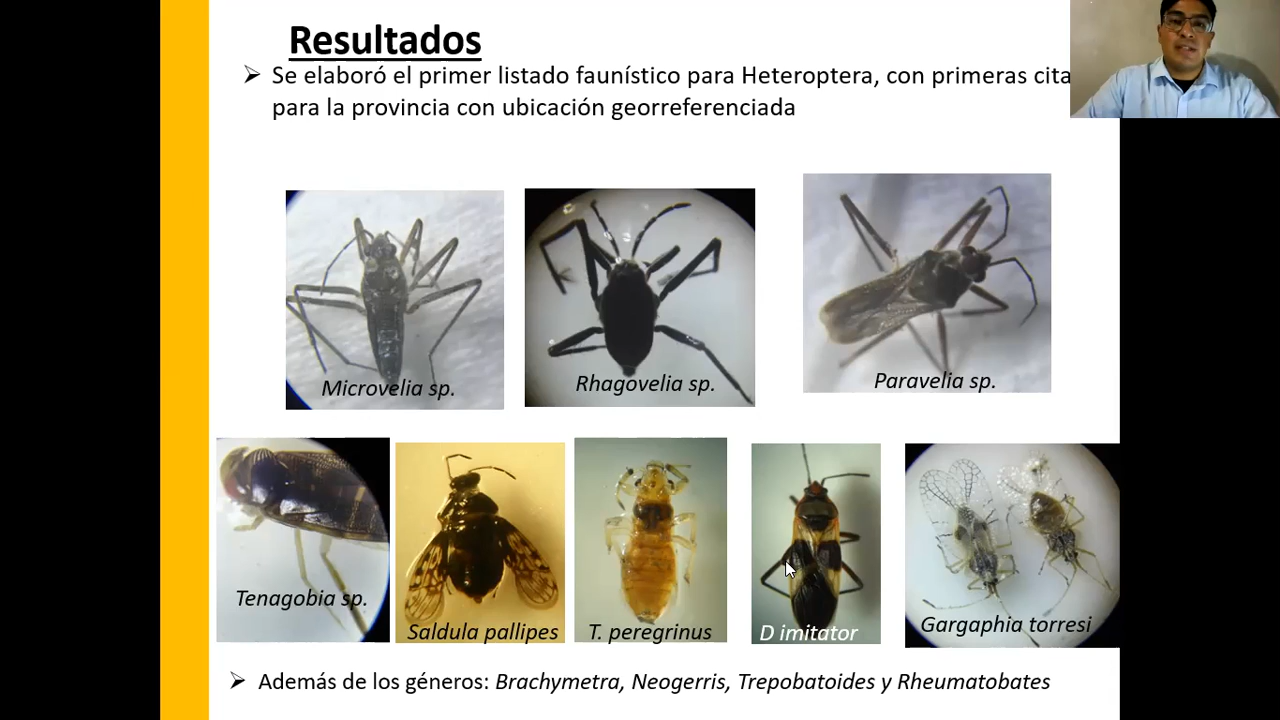 Resultados
Se elaboró el primer listado faunístico para Heteroptera, con primeras cita
para la provincia con ubicación georreferenciada
Microvelia sp.
Rhagovelia sp.
Paravelia sp.
Tenagobia sp.
Saldula pallipes
T. peregrinus
D imitator
Gargaphia torresi
Además de los géneros: Brachymetra, Neogerris, Trepobatoides y Rheumatobates